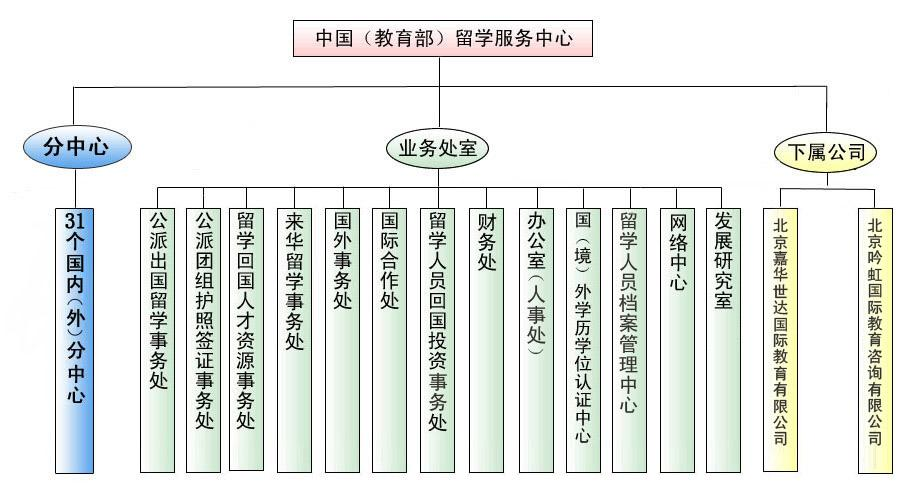 中国（教育部）留学服务中心
分中心
业务处室
下属公司
31个国内（外）分中心
公派出国留学事务处
公派团组护照签证事务处
留学回国人才资源事务处
来华留学事务处
国外事务处
国际合作处
留学人员回国投资事务处
财务处
办公室（人事处）
国（境）外学历学位认证中心
留学人员档案管理中心
网络中心
发展研究室
北京嘉华世达国际教育有限公司
北京吟虹国际教育咨询有限公司